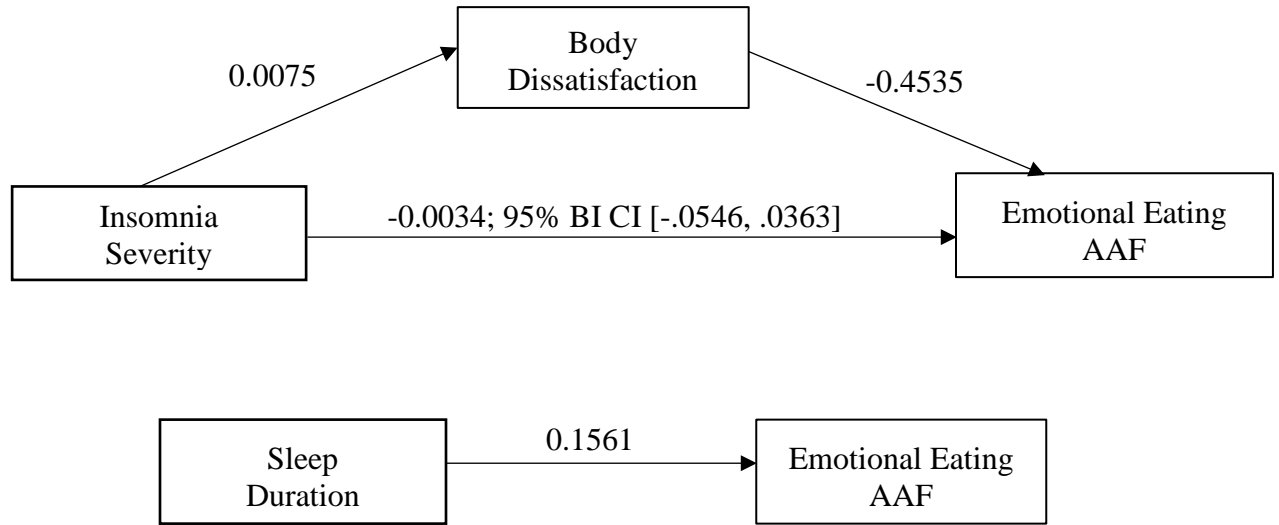 Body
Dissatisfaction
0.0075
-0.4535
Insomnia
Severity
-0.0034; 95% BI CI [-.0546, .0363]
Emotional Eating
AAF
Sleep
Duration
0.1561
Emotional Eating
AAF